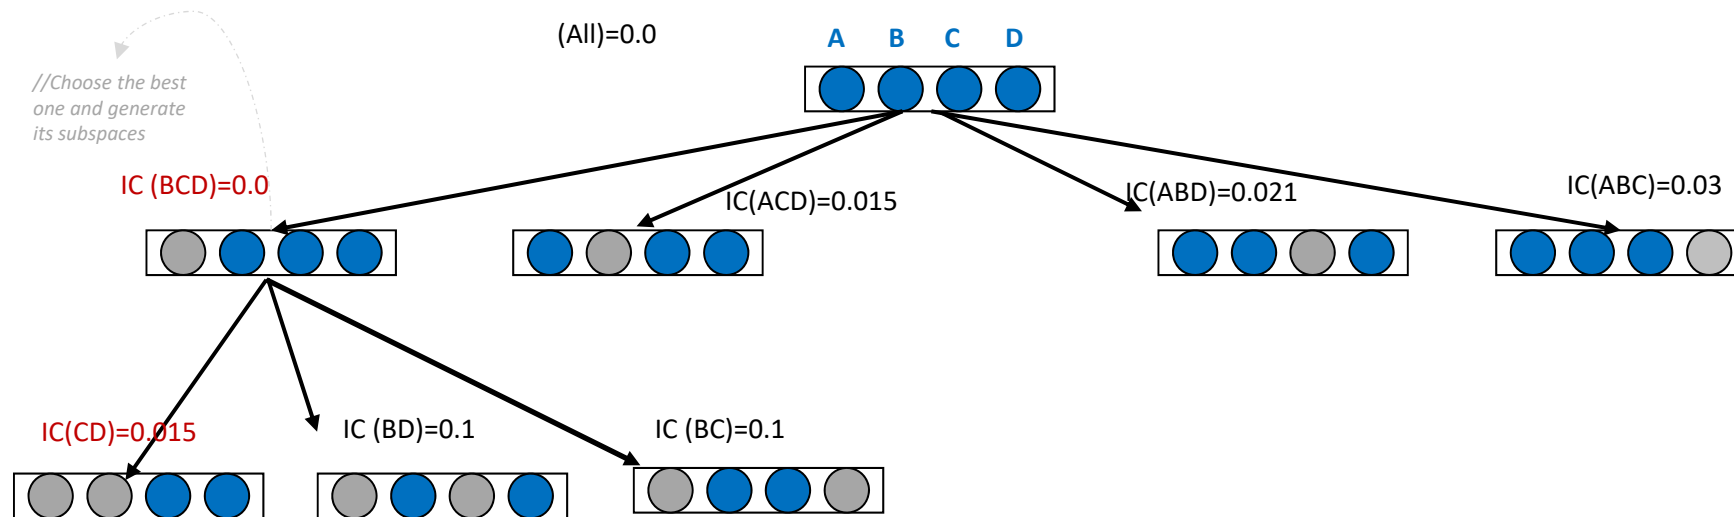 (All)=0.0
A B C D
//Choose the best
one and generate
its subspaces
IC (BCD)=0.0
IC(ACD)=0.015
IC(ABD)=0.021
IC(ABC)=0.03
IC(CD)=0.015
IC (BD)=0.1
IC (BC)=0.1